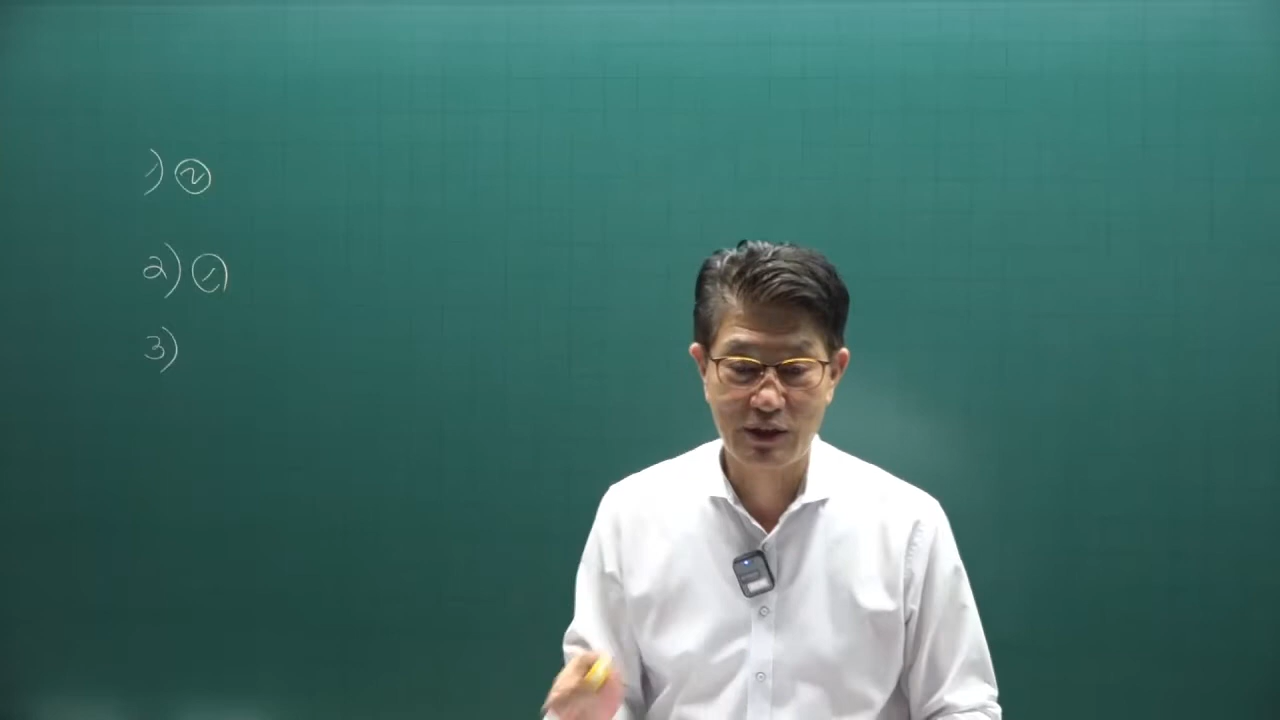 1) ②
2) ①
3)